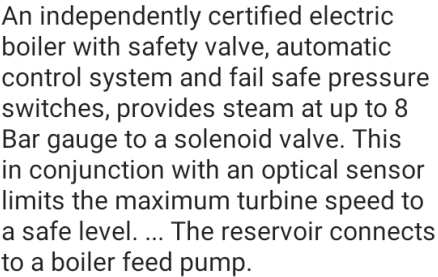 An independently certified electric
boiler with safety valve, automatic
control system and fail safe pressure
switches, provides steam at up to 8
Bar gauge to a solenoid valve. This
in conjunction with an optical sensor
limits the maximum turbine speed to
a safe level. ... The reservoir connects
to a boiler feed pump.